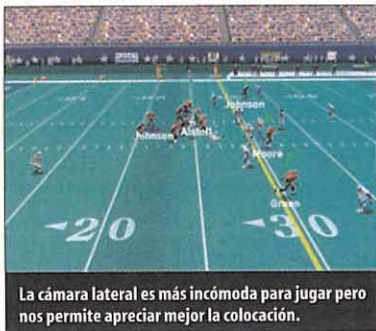 Johnson
Johnson
Alstott
Moore
Green
20
30
La cámara lateral es más incómoda para jugar pero
nos permite apreciar mejor la colocación.